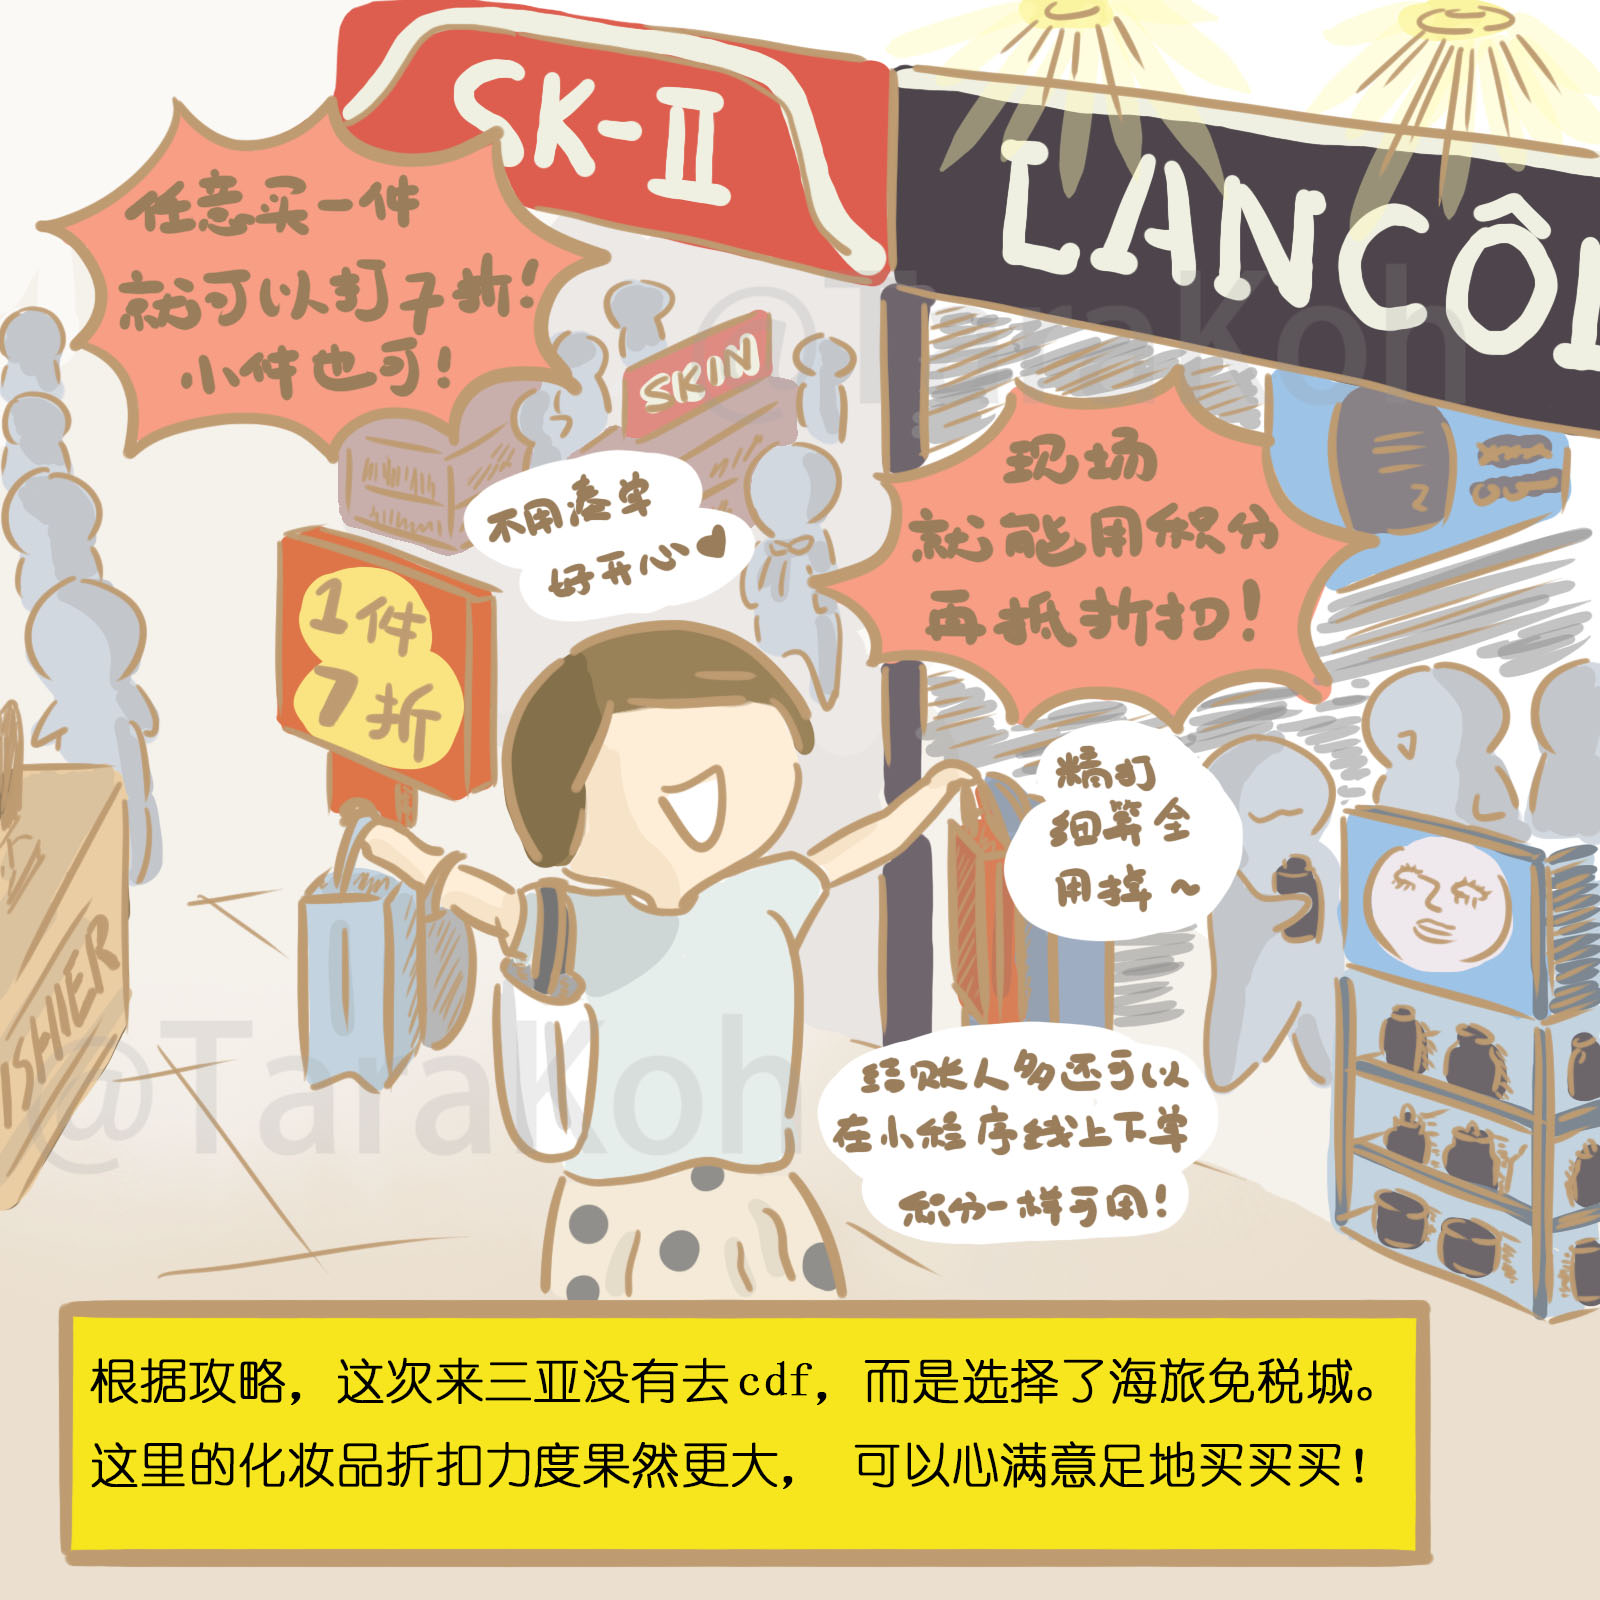 SK-II
LANCÔ
任意买一件
就可以打了折!
小件也可!
SKIN
不用凑单
好开心♥
1件
7折
现场
就能用积分
再抵折扣!
精打
细算全
用掉~
结账人多还可以
在小程序线上下单
积分一样可用!
ISHIER
@TaraKoh
@TaraKoh
根据攻略，这次来三亚没有去cdf，而是选择了海旅免税城。
这里的化妆品折扣力度果然更大， 可以心满意足地买买买!